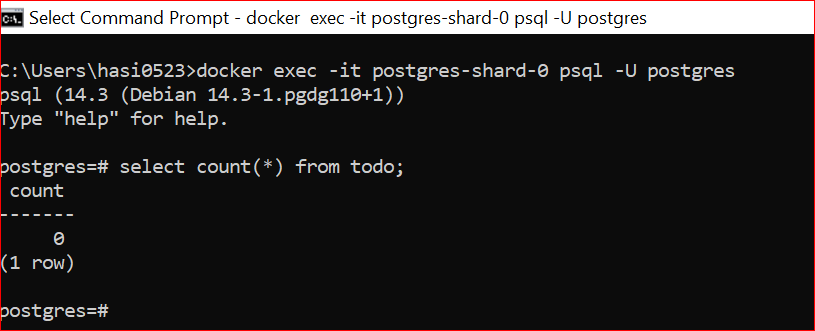 Select Command Prompt - docker  exec -it postgres-shard-0 psql -U postgres
C:\Users\hasi0523>docker exec -it postgres-shard-0 psql -U postgres
psql (14.3 (Debian 14.3-1.pgdg110+1))
Type "help" for help.
postgres=# select count(*) from todo;
 count
-------
     0
(1 row)
postgres=#